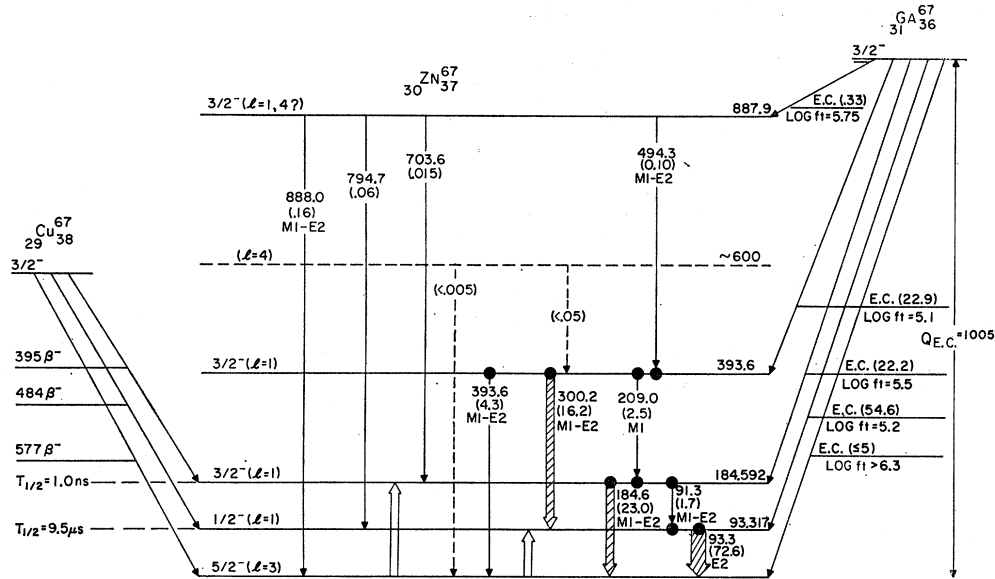 31 GA 67 36
3/2⁻
30 ZN 67 37
3/2⁻(ℓ=1,4?)
887.9
E.C. (.33)
LOG ft=5.75
888.0
(.16)
M1-E2
794.7
(.06)
703.6
(.015)
494.3
(0.10)
M1-E2
29 Cu 67 38
3/2⁻
(ℓ=4)
~600
(<.005)
(<.05)
E.C. (22.9)
LOG ft=5.1
Q E.C.=1005
395 β⁻
484 β⁻
577 β⁻
3/2⁻(ℓ=1)
393.6
393.6
(4.3)
M1-E2
300.2
(16.2)
M1-E2
209.0
(2.5)
M1
E.C. (22.2)
LOG ft=5.5
E.C. (54.6)
LOG ft=5.2
E.C. (≤5)
LOG ft >6.3
T1/2=1.0ns
3/2⁻(ℓ=1)
184.592
184.6
(23.0)
M1-E2
91.3
(1.7)
M1-E2
T1/2=9.5μs
1/2⁻(ℓ=1)
93.317
93.3
(72.6)
E2
5/2⁻(ℓ=3)